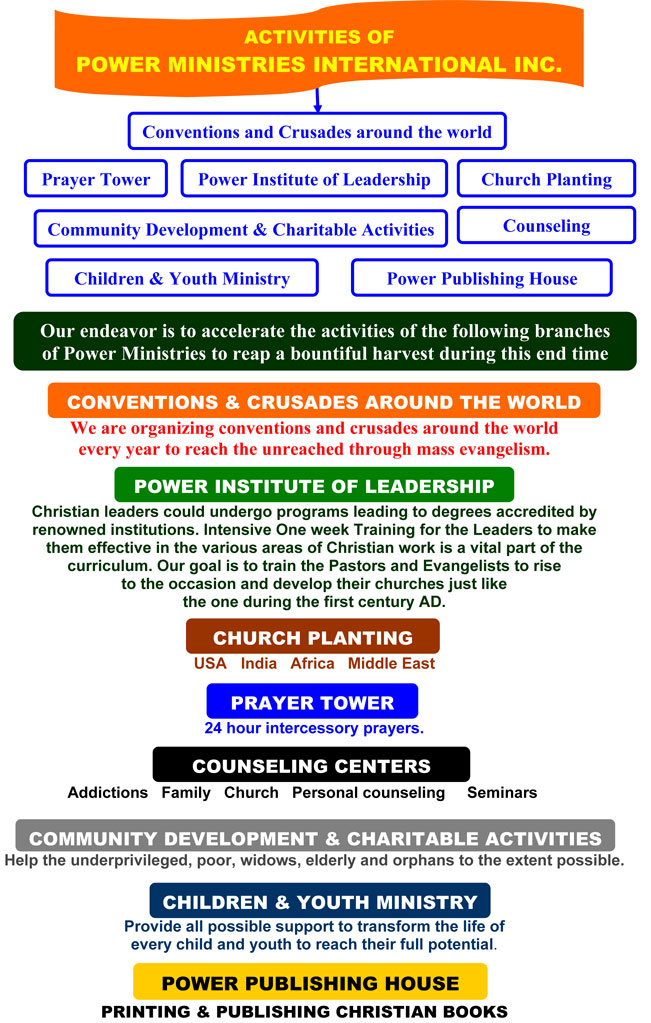 ACTIVITIES OF
POWER MINISTRIES INTERNATIONAL INC.
Conventions and Crusades around the world
Prayer Tower
Power Institute of Leadership
Church Planting
Community Development & Charitable Activities
Counseling
Children & Youth Ministry
Power Publishing House
Our endeavor is to accelerate the activities of the following branches
of Power Ministries to reap a bountiful harvest during this end time
CONVENTIONS & CRUSADES AROUND THE WORLD
We are organizing conventions and crusades around the world
every year to reach the unreached through mass evangelism.
POWER INSTITUTE OF LEADERSHIP
Christian leaders could undergo programs leading to degrees accredited by
renowned institutions. Intensive One week Training for the Leaders to make
them effective in the various areas of Christian work is a vital part of the
curriculum. Our goal is to train the Pastors and Evangelists to rise
to the occasion and develop their churches just like
the one during the first century AD.
CHURCH PLANTING
USA India Africa Middle East
PRAYER TOWER
24 hour intercessory prayers.
COUNSELING CENTERS
Addictions Family Church Personal counseling Seminars
COMMUNITY DEVELOPMENT & CHARITABLE ACTIVITIES
Help the underprivileged, poor, widows, elderly and orphans to the extent possible.
CHILDREN & YOUTH MINISTRY
Provide all possible support to transform the life of
every child and youth to reach their full potential.
POWER PUBLISHING HOUSE
PRINTING & PUBLISHING CHRISTIAN BOOKS